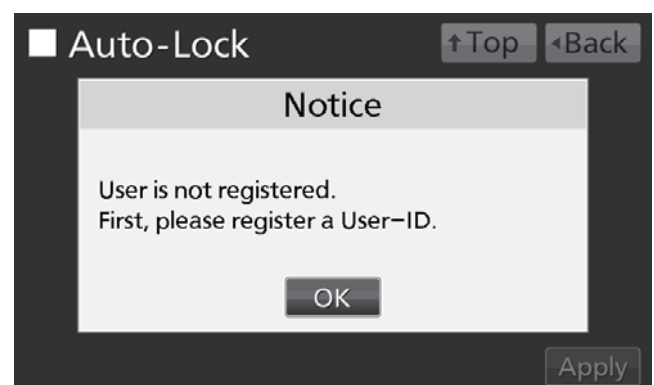 Auto-Lock
↑Top
◂Back
Notice
User is not registered.
First, please register a User-ID.
OK
Apply